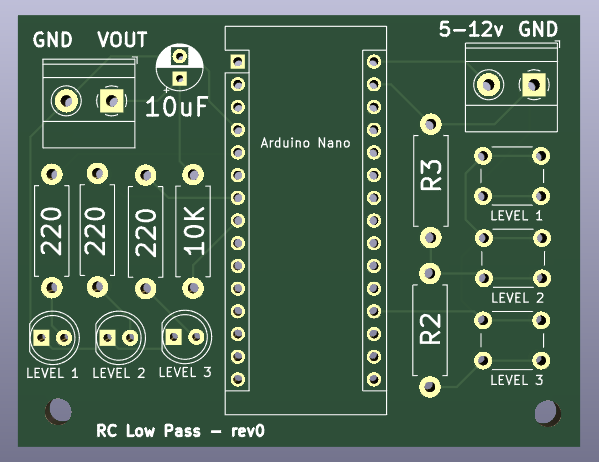 GND VOUT
5-12v GND
10uF
Arduino Nano
R3
220
220
220
10K
LEVEL 1
LEVEL 2
R2
LEVEL 1
LEVEL 2
LEVEL 3
LEVEL 3
RC Low Pass - rev0